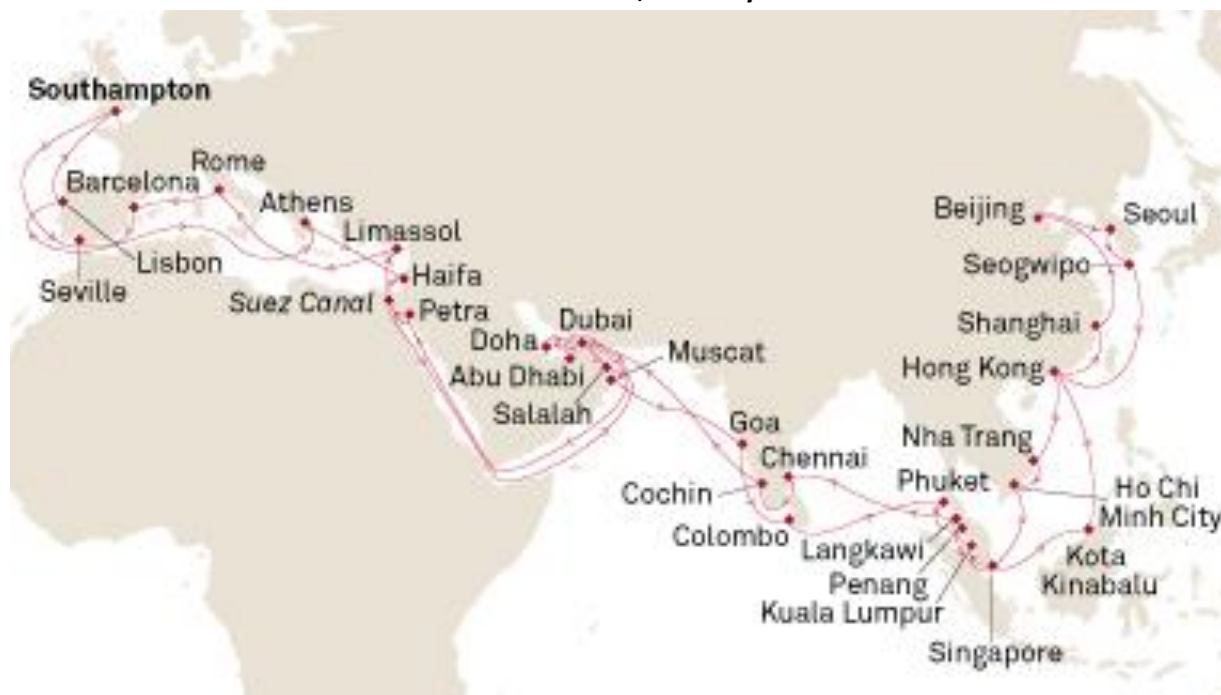 Southampton
Rome
Barcelona
Athens
Limassol
Lisbon
Haifa
Seville
Suez Canal
Petra
Beijing
Seoul
Seogwipo
Shanghai
Hong Kong
Doha
Dubai
Muscat
Abu Dhabi
Salalah
Goa
Nha Trang
Chennai
Phuket
Cochin
Ho Chi
Minh City
Colombo
Langkawi
Kota
Kinabalu
Penang
Kuala Lumpur
Singapore